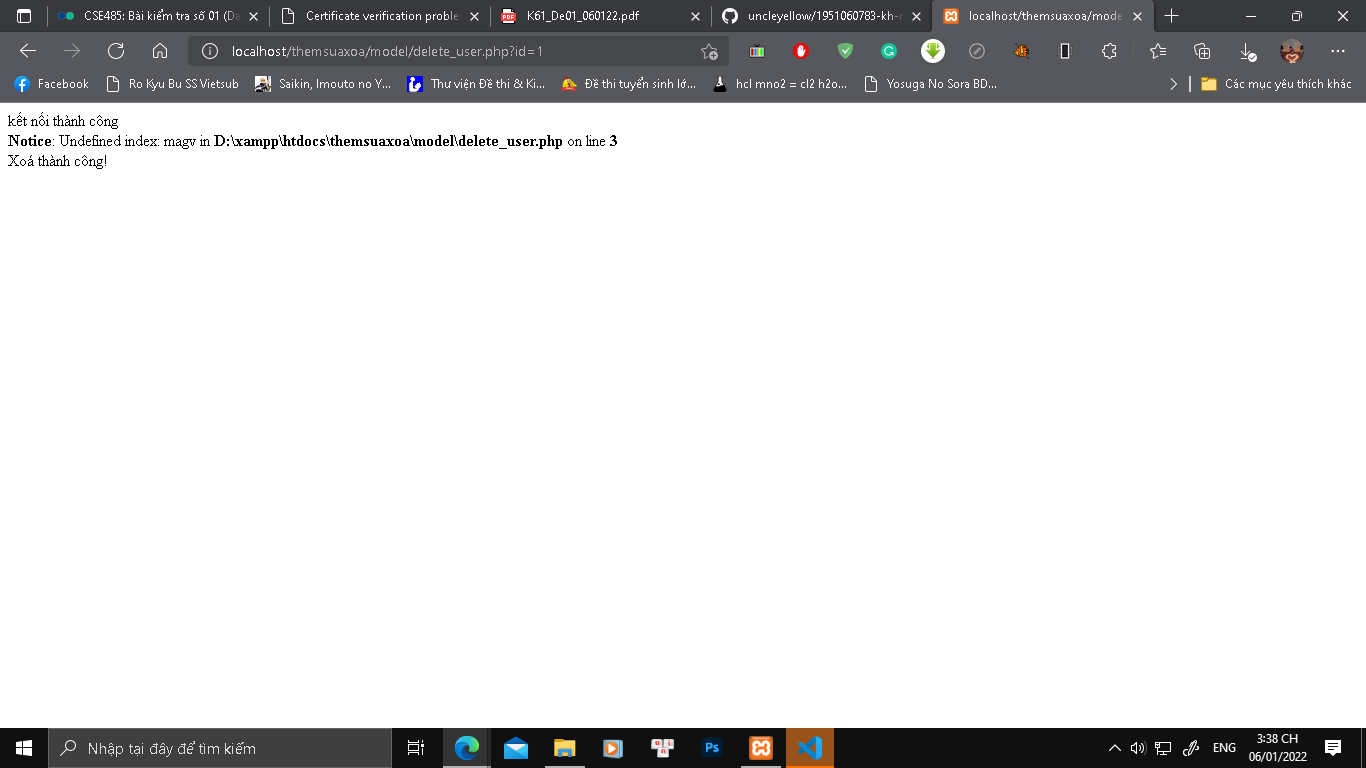 CSE485: Bài kiểm tra số 01 (Da
Certificate verification proble
K61_De01_060122.pdf
uncleyellow/1951060783-kh-r
localhost/themsuaxoa/mode
localhost/themsuaxoa/model/delete_user.php?id=1
Facebook
Ro Kyu Bu SS Vietsub
Saikin, Imouto no Y...
Thư viện Đề thi & Ki...
Đề thi tuyển sinh lớ...
hcl mno2 = cl2 h2o...
Yosuga No Sora BD...
Các mục yêu thích khác
kết nối thành công
Notice: Undefined index: magv in D:\xampp\htdocs\themsuaxoa\model\delete_user.php on line 3
Xoá thành công!
Nhập tại đây để tìm kiếm
Ps
ENG
3:38 CH
06/01/2022